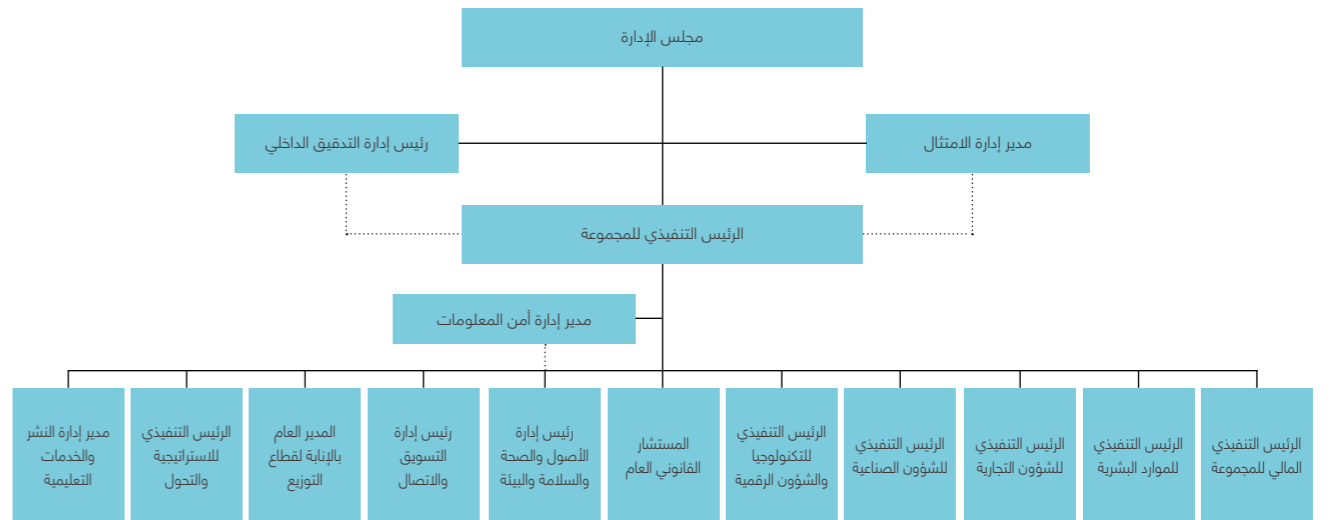 مجلس الإدارة
مدير إدارة الامتثال
رئيس إدارة التدقيق الداخلي
الرئيس التنفيذي للمجموعة
مدير إدارة أمن المعلومات
الرئيس التنفيذي
المالي للمجموعة
الرئيس التنفيذي
للموارد البشرية
الرئيس التنفيذي
للشؤون التجارية
الرئيس التنفيذي
للشؤون الصناعية
الرئيس التنفيذي
للتكنولوجيا
والشؤون الرقمية
المستشار
القانوني العام
رئيس إدارة
الأصول والصحة
والسلامة والبيئة
رئيس إدارة
التسويق
والاتصال
المدير العام
بالإنابة لقطاع
التوزيع
الرئيس التنفيذي
للاستراتيجية
والتحول
مدير إدارة النشر
والخدمات
التعليمية